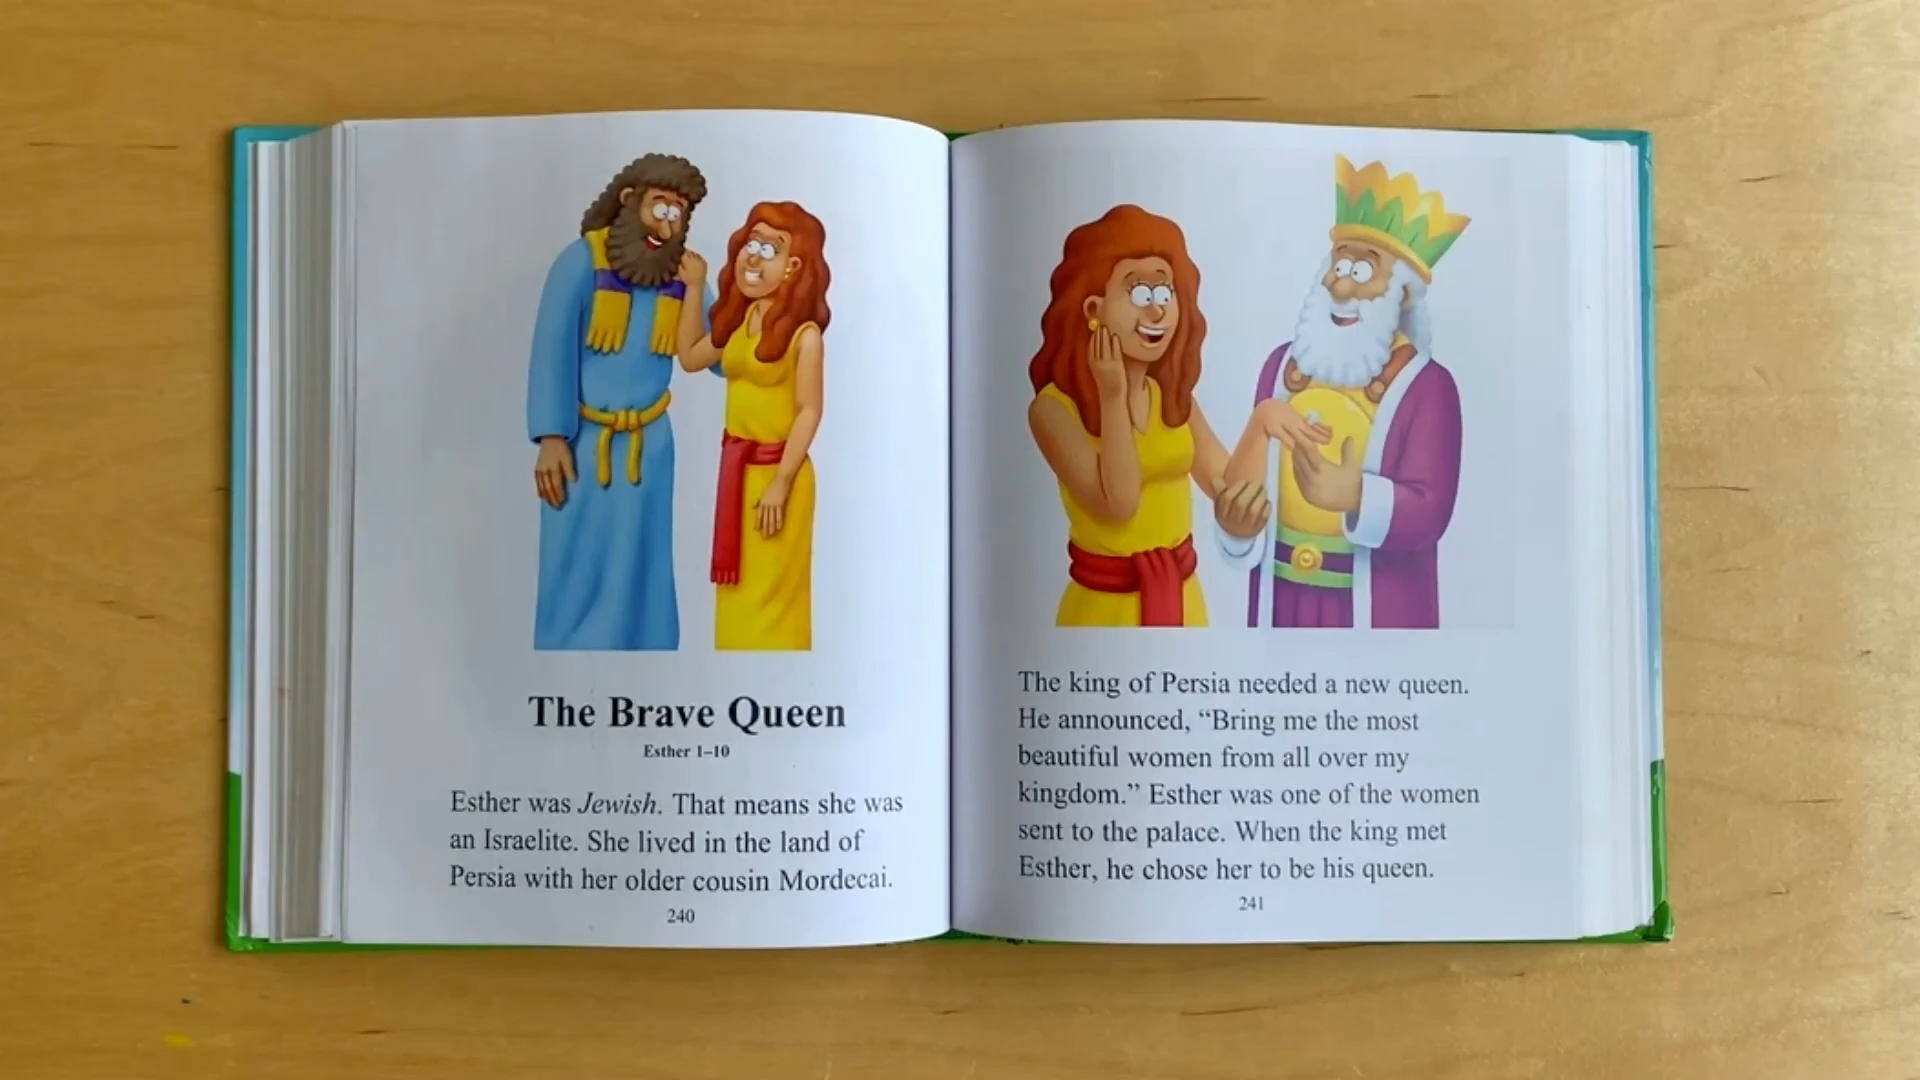 The Brave Queen
Esther 1–10
Esther was Jewish. That means she was
an Israelite. She lived in the land of
Persia with her older cousin Mordecai.
240
The king of Persia needed a new queen.
He announced, “Bring me the most
beautiful women from all over my
kingdom.” Esther was one of the women
sent to the palace. When the king met
Esther, he chose her to be his queen.
241